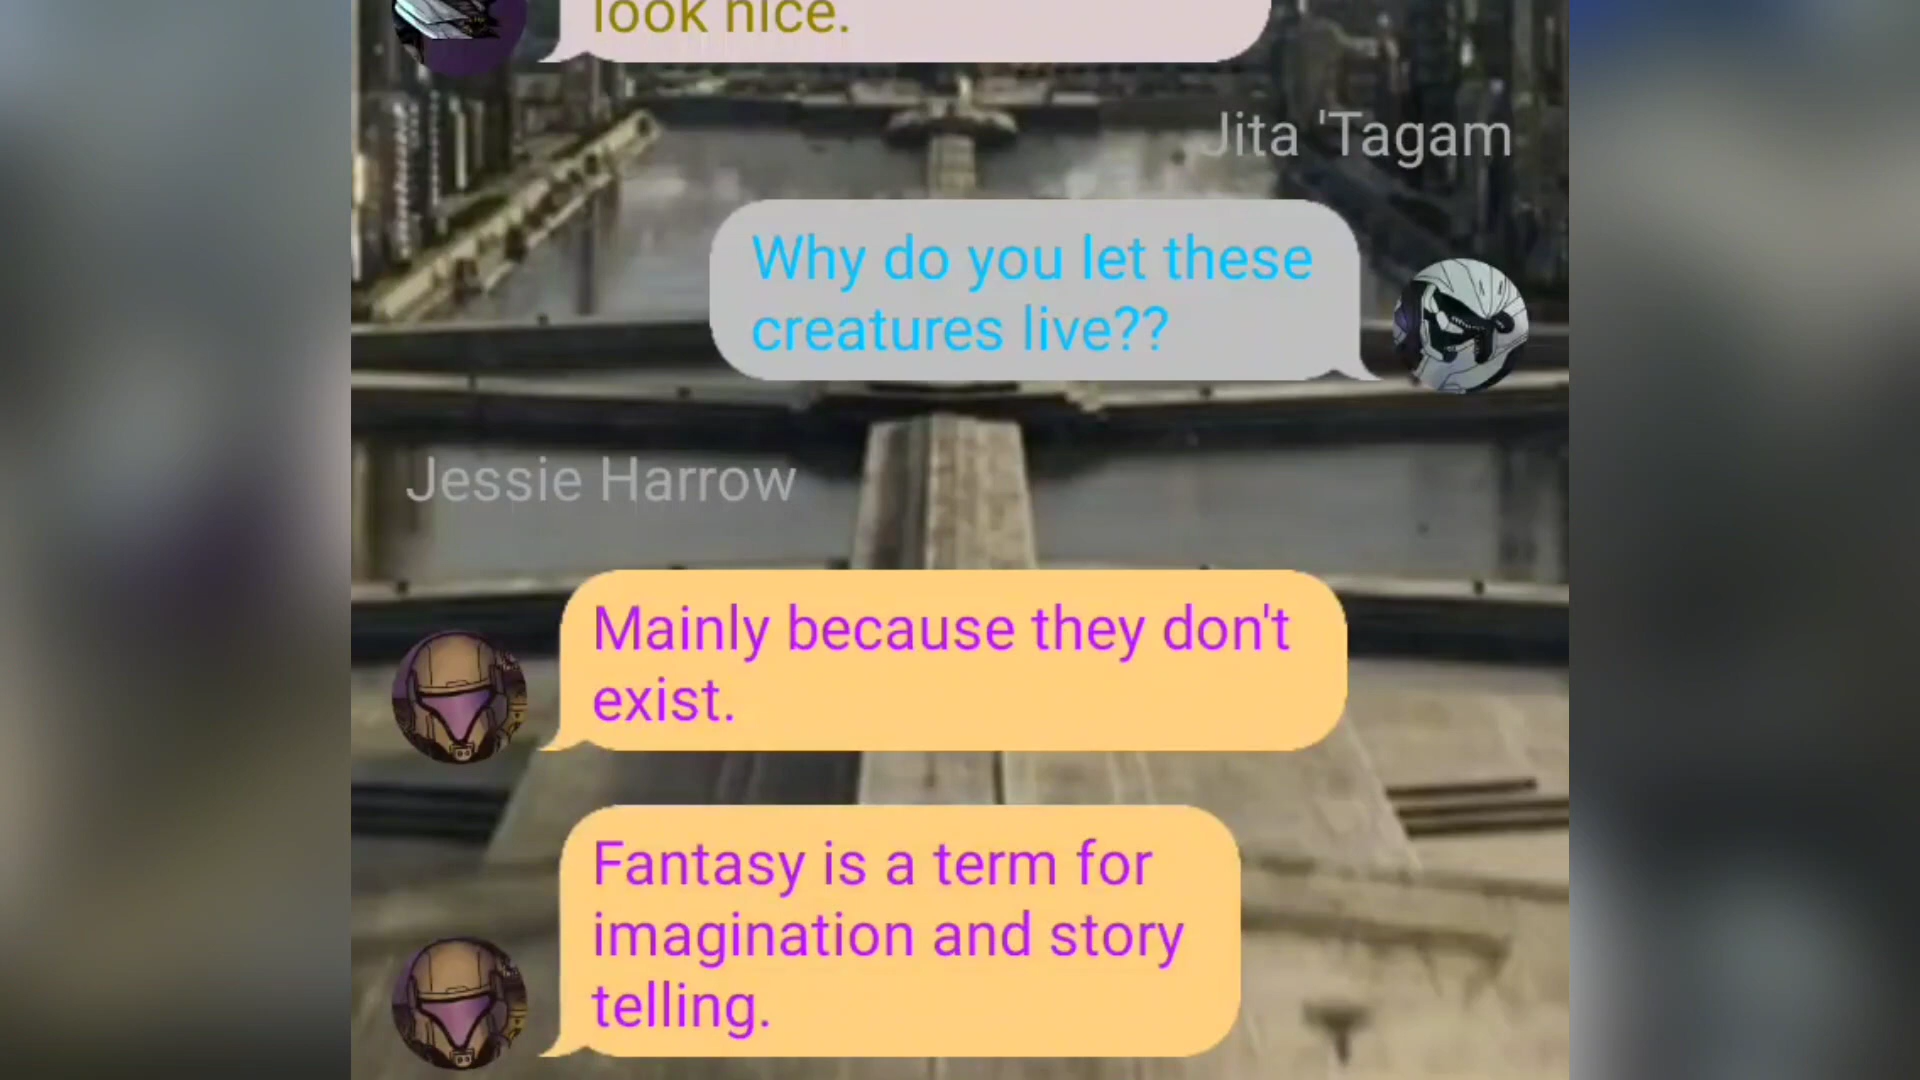 look nice.
Jita 'Tagam
Why do you let these
creatures live??
Jessie Harrow
Mainly because they don't
exist.
Fantasy is a term for
imagination and story
telling.